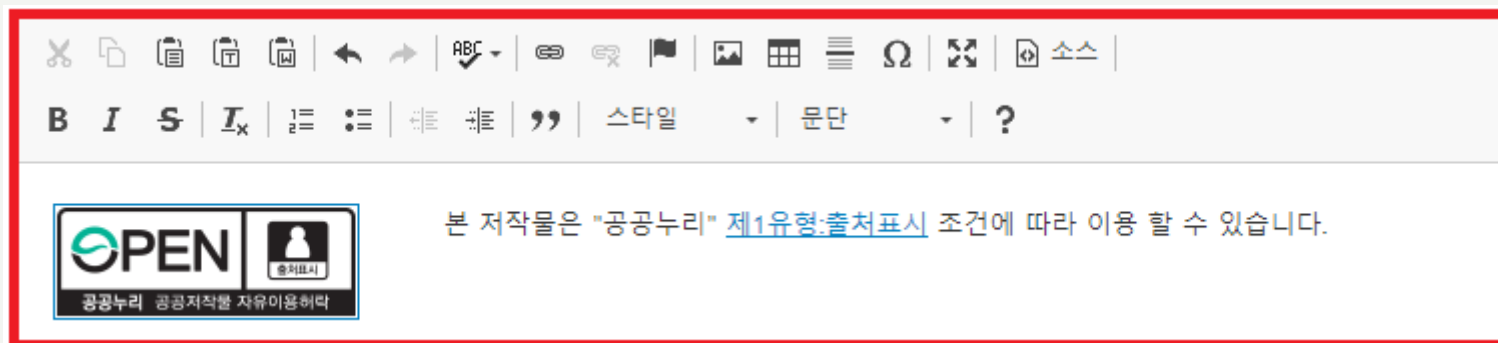 ABC 소스
B I S Tx 스타일 문단 ?
본 저작물은 "공공누리" 제1유형:출처표시 조건에 따라 이용 할 수 있습니다.
OPEN
출처표시
공공누리 공공저작물 자유이용허락